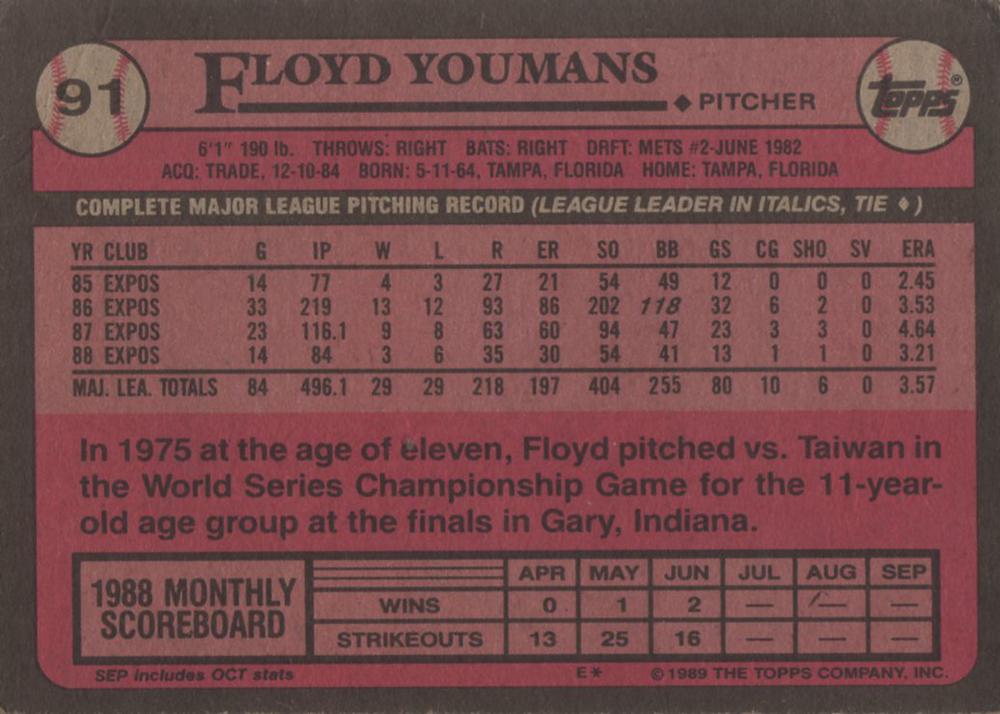 91
FLOYD YOUMANS
◆ PITCHER
TOPPS®
6'1" 190 lb. THROWS: RIGHT BATS: RIGHT DRFT: METS #2-JUNE 1982
ACQ: TRADE, 12-10-84 BORN: 5-11-64, TAMPA, FLORIDA HOME: TAMPA, FLORIDA
COMPLETE MAJOR LEAGUE PITCHING RECORD (LEAGUE LEADER IN ITALICS, TIE ♦)
YR CLUB G IP W L R ER SO BB GS CG SHO SV ERA
85 EXPOS 14 77 4 3 27 21 54 49 12 0 0 0 2.45
86 EXPOS 33 219 13 12 93 86 202 118 32 6 2 0 3.53
87 EXPOS 23 116.1 9 8 63 60 94 47 23 3 3 0 4.64
88 EXPOS 14 84 3 6 35 30 54 41 13 1 1 0 3.21
MAJ. LEA. TOTALS 84 496.1 29 29 218 197 404 255 80 10 6 0 3.57
In 1975 at the age of eleven, Floyd pitched vs. Taiwan in
the World Series Championship Game for the 11-year-
old age group at the finals in Gary, Indiana.
1988 MONTHLY
SCOREBOARD
APR MAY JUN JUL AUG SEP
WINS 0 1 2 — — —
STRIKEOUTS 13 25 16 — — —
SEP includes OCT stats E* © 1989 THE TOPPS COMPANY, INC.